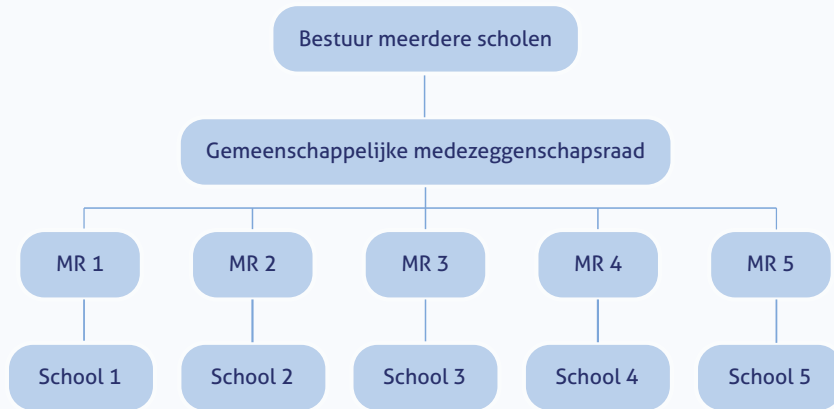 Bestuur meerdere scholen
Gemeenschappelijke medezeggenschapsraad
MR 1
MR 2
MR 3
MR 4
MR 5
School 1
School 2
School 3
School 4
School 5